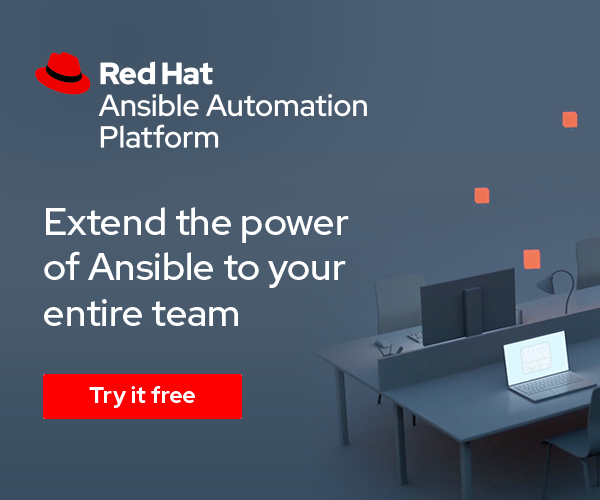 Red Hat
Ansible Automation
Platform
Extend the power
of Ansible to your
entire team
Try it free